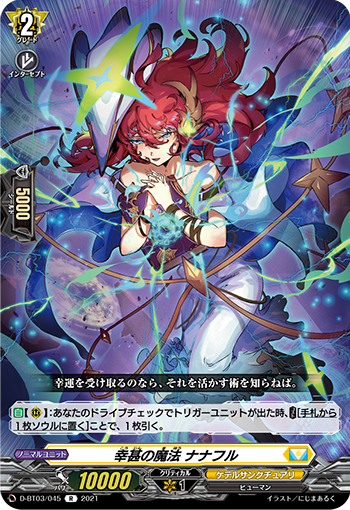 2
グレード
インターセプト
5000
シールド
幸運を受け取るのなら、それを活かす術を知らねば。
自【R】：あなたのドライブチェックでトリガーユニットが出た時、【手札から
1枚ソウルに置く】ことで、1枚引く。
ノーマルユニット
幸甚の魔法 ナナフル
パワー 10000
クリティカル
1
ケテルサンクチュアリ
ヒューマン
D-BT03/045 R 2021
イラスト/にじまあるく